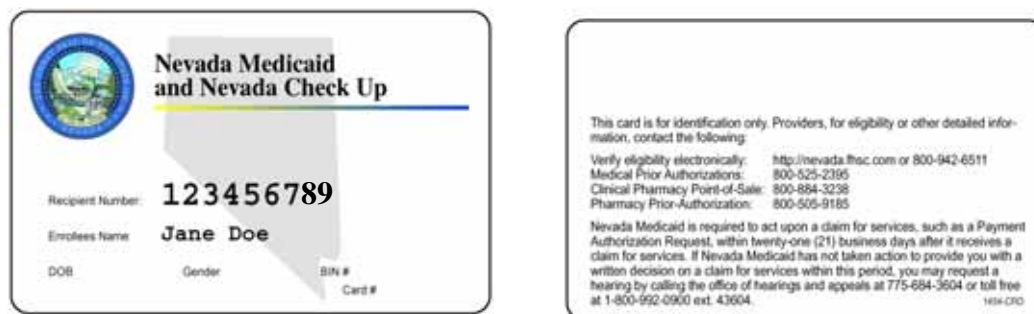 Nevada Medicaid
and Nevada Check Up
Recipient Number: 123456789
Enrollees Name: Jane Doe
DOB Gender BIN #
Card #
This card is for identification only. Providers, for eligibility or other detailed infor-
mation, contact the following:
Verify eligibility electronically: http://nevada.fhsc.com or 800-942-6511
Medical Prior Authorizations: 800-525-2395
Clinical Pharmacy Point-of-Sale: 800-884-3238
Pharmacy Prior-Authorization: 800-505-9185
Nevada Medicaid is required to act upon a claim for services, such as a Payment
Authorization Request, within twenty-one (21) business days after it receives a
claim for services. If Nevada Medicaid has not taken action to provide you with a
written decision on a claim for services within this period, you may request a
hearing by calling the office of hearings and appeals at 775-684-3604 or toll free
at 1-800-992-0900 ext. 43604.